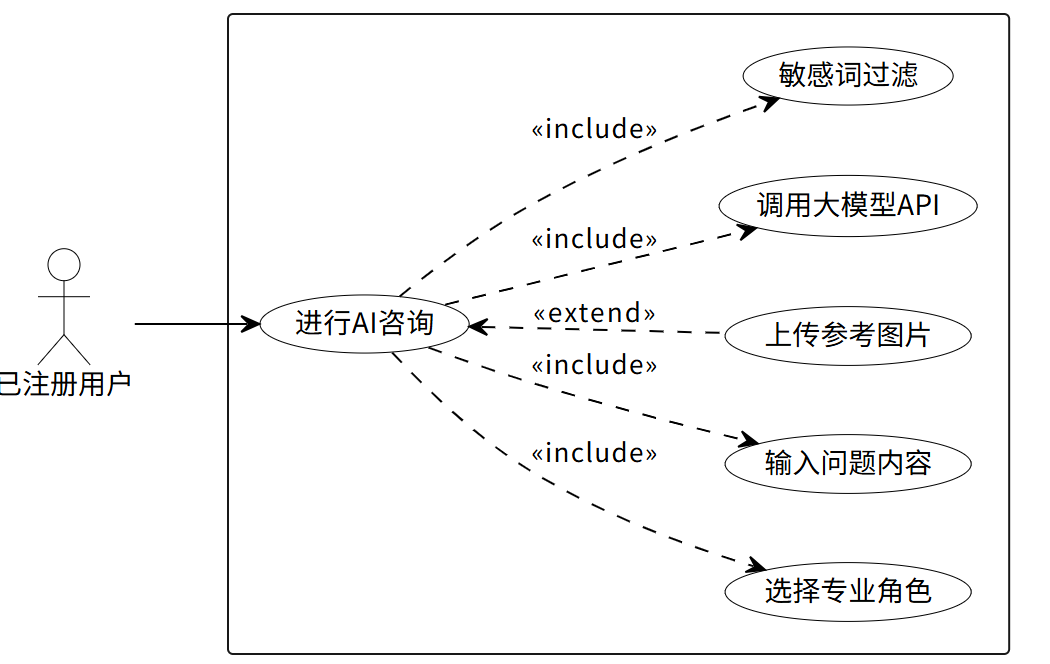 敏感词过滤
«include»
调用大模型API
«include»
«extend»
进行AI咨询
上传参考图片
«include»
已注册用户
«include»
输入问题内容
选择专业角色